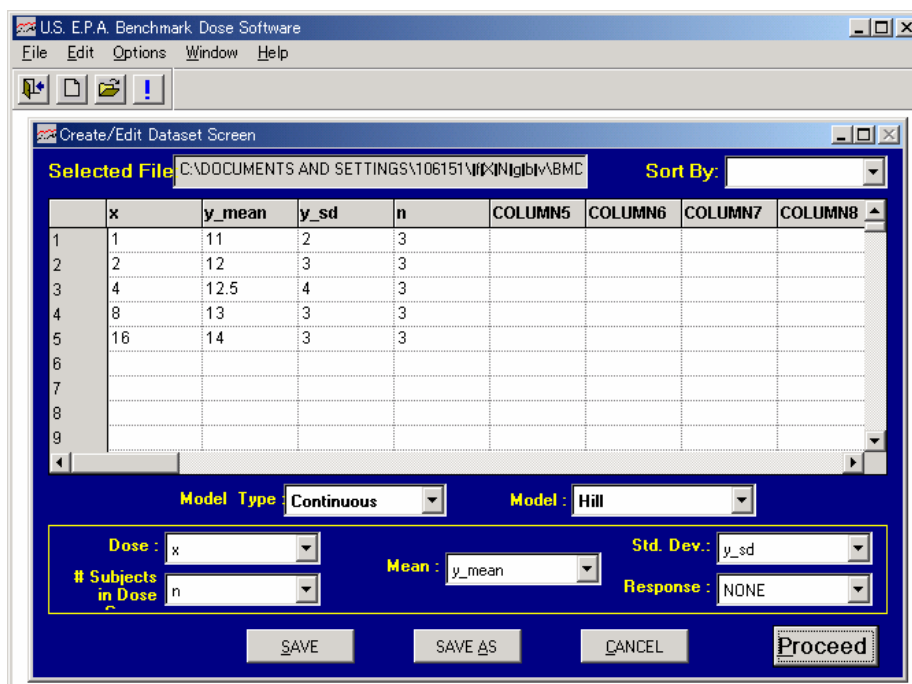 U.S. E.P.A. Benchmark Dose Software
File Edit Options Window Help
Create/Edit Dataset Screen
Selected File C:\DOCUMENTS AND SETTINGS\106151\ \BMD
Sort By:
x y_mean y_sd n COLUMN5 COLUMN6 COLUMN7 COLUMN8
1 1 11 2 3
2 2 12 3 3
3 4 12.5 4 3
4 8 13 3 3
5 16 14 3 3
6
7
8
9
Model Type : Continuous Model : Hill
Dose : x Mean : y_mean Std. Dev.: y_sd
# Subjects
in Dose n Response : NONE
SAVE SAVE AS CANCEL Proceed